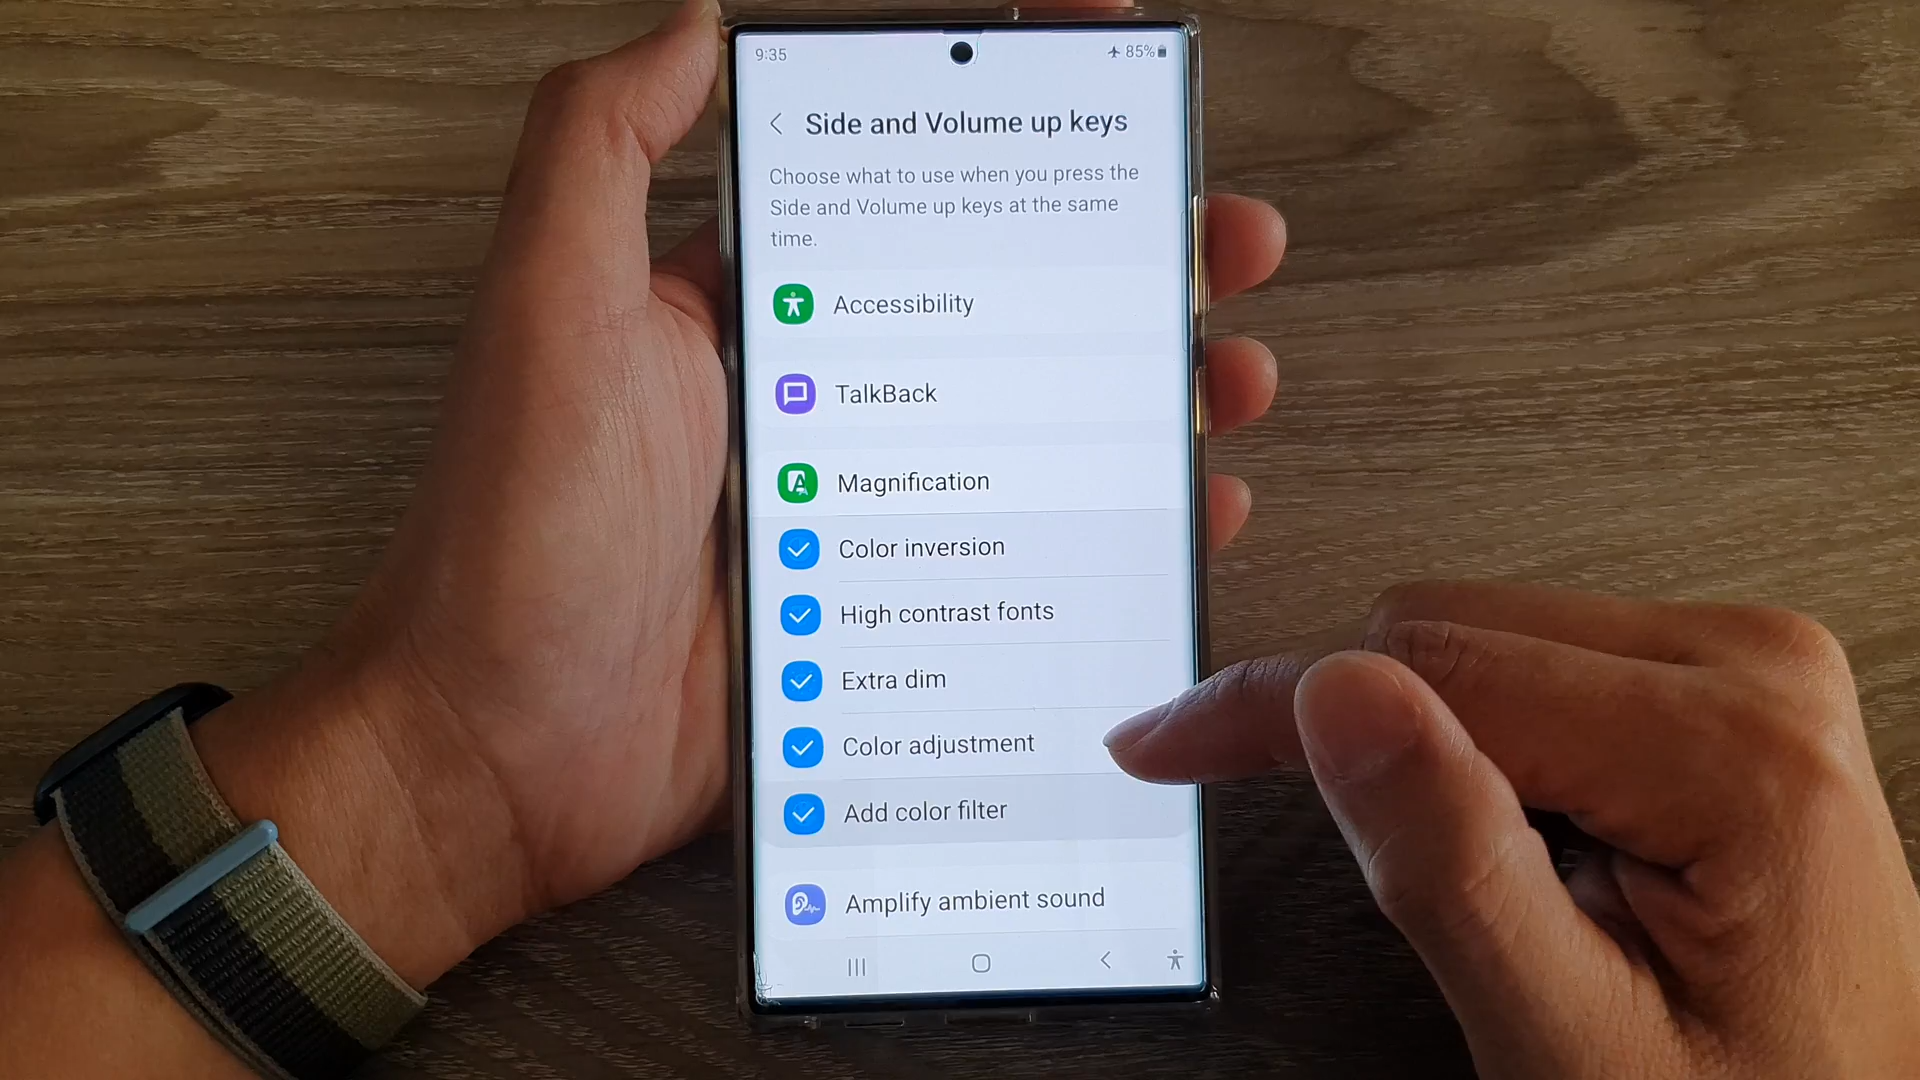 9:35
85%
Side and Volume up keys
Choose what to use when you press the
Side and Volume up keys at the same
time.
Accessibility
TalkBack
Magnification
Color inversion
High contrast fonts
Extra dim
Color adjustment
Add color filter
Amplify ambient sound